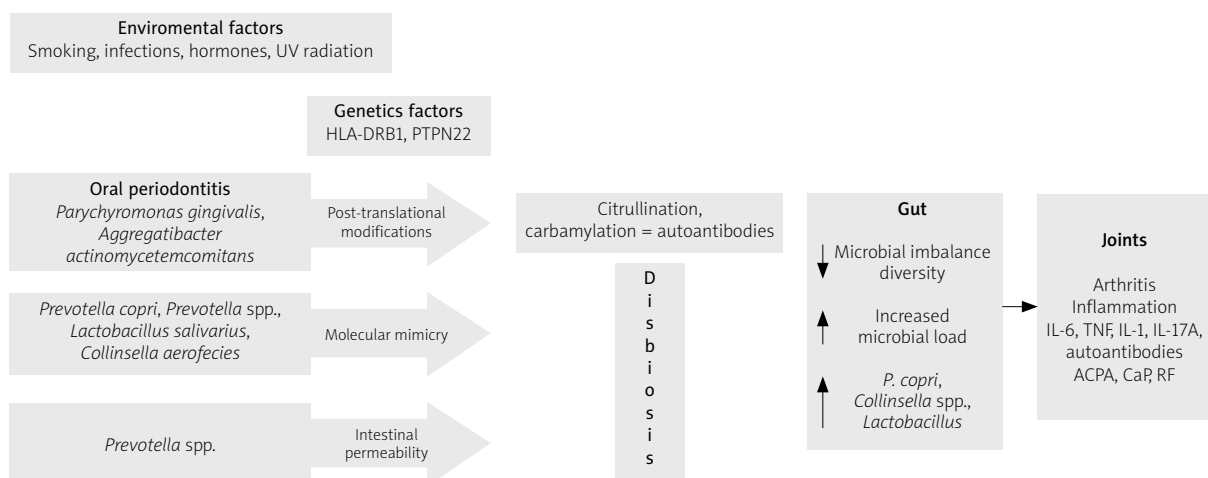 Enviromental factors
Smoking, infections, hormones, UV radiation
Genetics factors
HLA-DRB1, PTPN22
Oral periodontitis
Parychyromonas gingivalis,
Aggregatibacter
actinomycetemcomitans
Post-translational
modifications
Prevotella copri, Prevotella spp.,
Lactobacillus salivarius,
Collinsella aerofecies
Molecular mimicry
Prevotella spp.
Intestinal
permeability
Citrullination,
carbamylation = autoantibodies
D
i
s
b
i
o
s
i
s
Gut
Microbial imbalance
diversity
Increased
microbial load
P. copri,
Collinsella spp.,
Lactobacillus
Joints
Arthritis
Inflammation
IL-6, TNF, IL-1, IL-17A,
autoantibodies
ACPA, CaP, RF